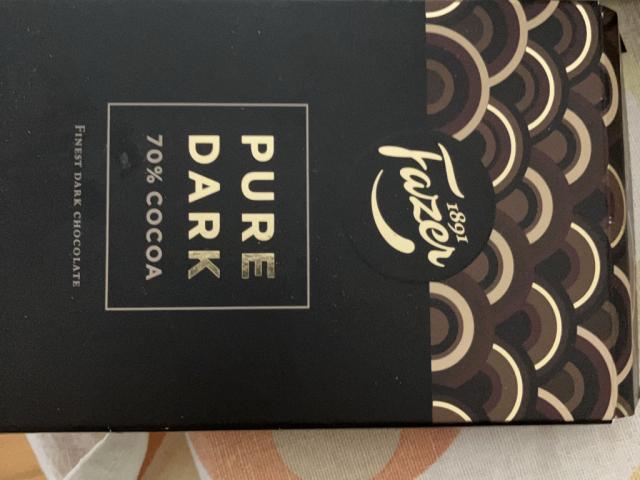 1891
Fazer
PURE
DARK
70% COCOA
FINEST DARK CHOCOLATE